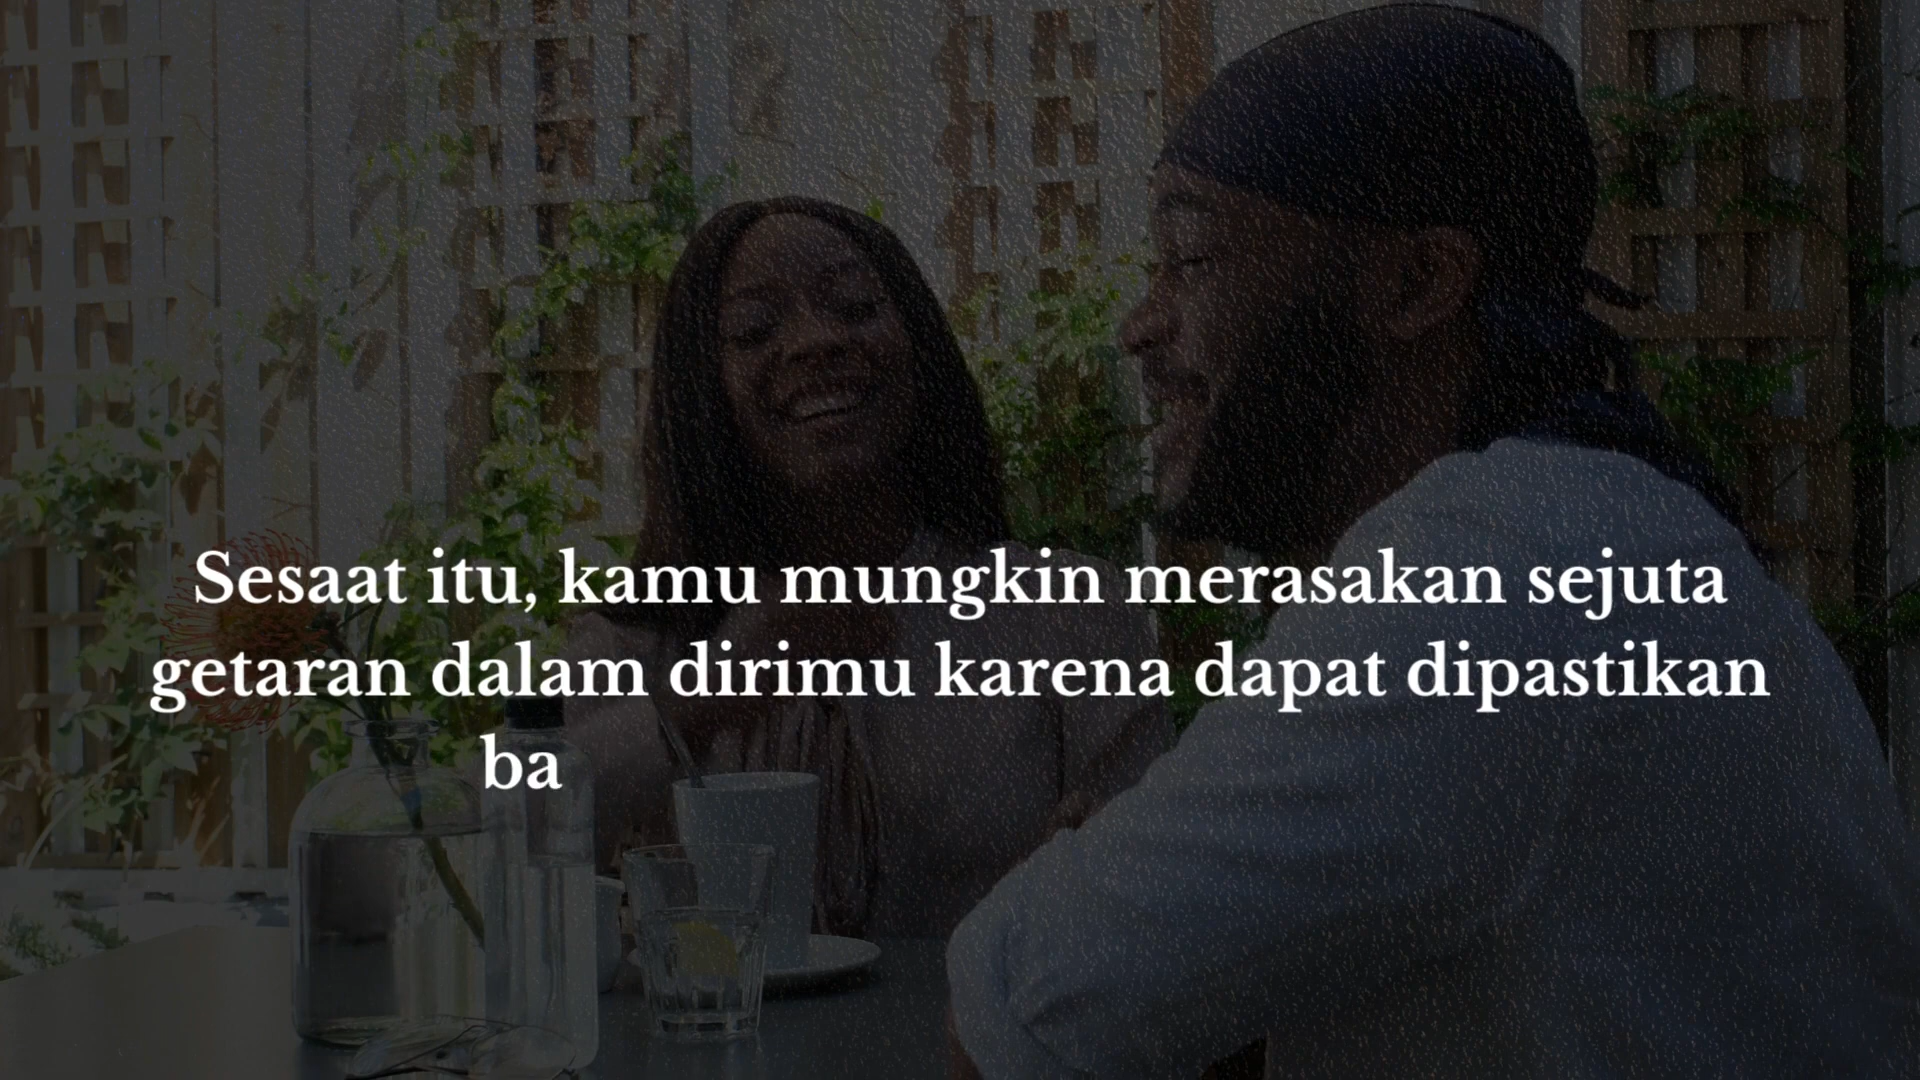 Sesaat itu, kamu mungkin merasakan sejuta
getaran dalam dirimu karena dapat dipastikan
ba